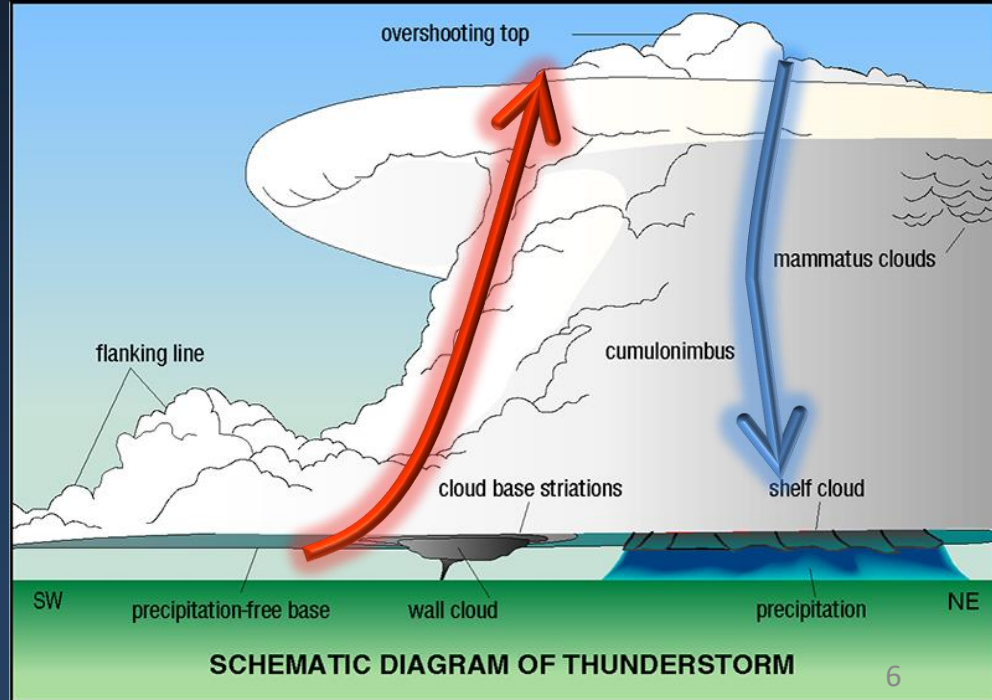 overshooting top
mammatus clouds
cumulonimbus
flanking line
cloud base striations
shelf cloud
SW
precipitation-free base
wall cloud
precipitation
NE
SCHEMATIC DIAGRAM OF THUNDERSTORM
6